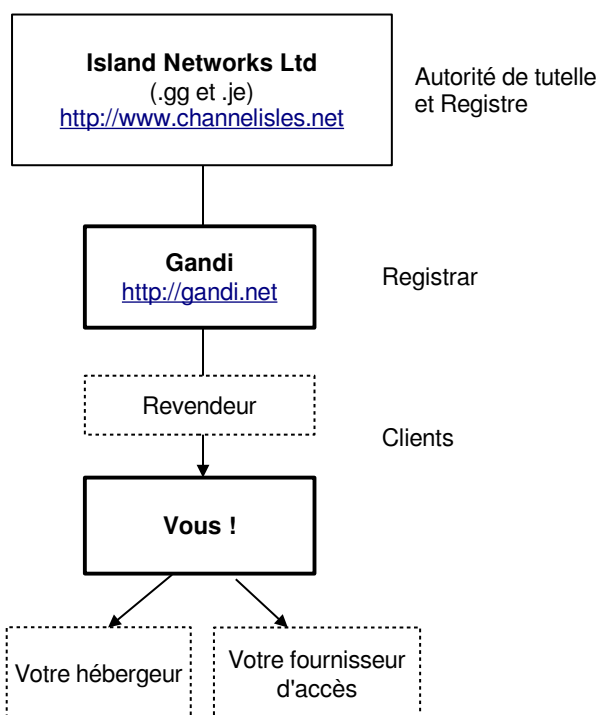 Island Networks Ltd
(.gg et .je)
http://www.channelisles.net
Autorité de tutelle
et Registre
Gandi
http://gandi.net
Registrar
Revendeur
Clients
Vous !
Votre hébergeur
Votre fournisseur
d'accès